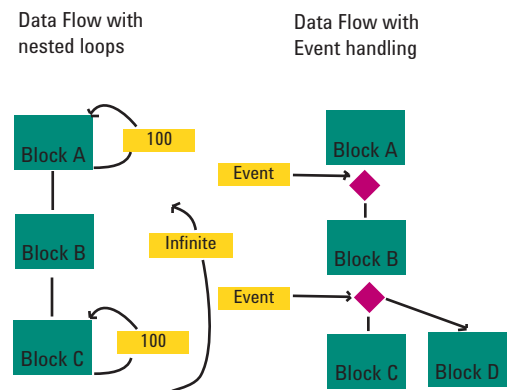 Data Flow with
nested loops
Block A
100
Block B
Infinite
Block C
100
Data Flow with
Event handling
Block A
Event
Block B
Event
Block C
Block D